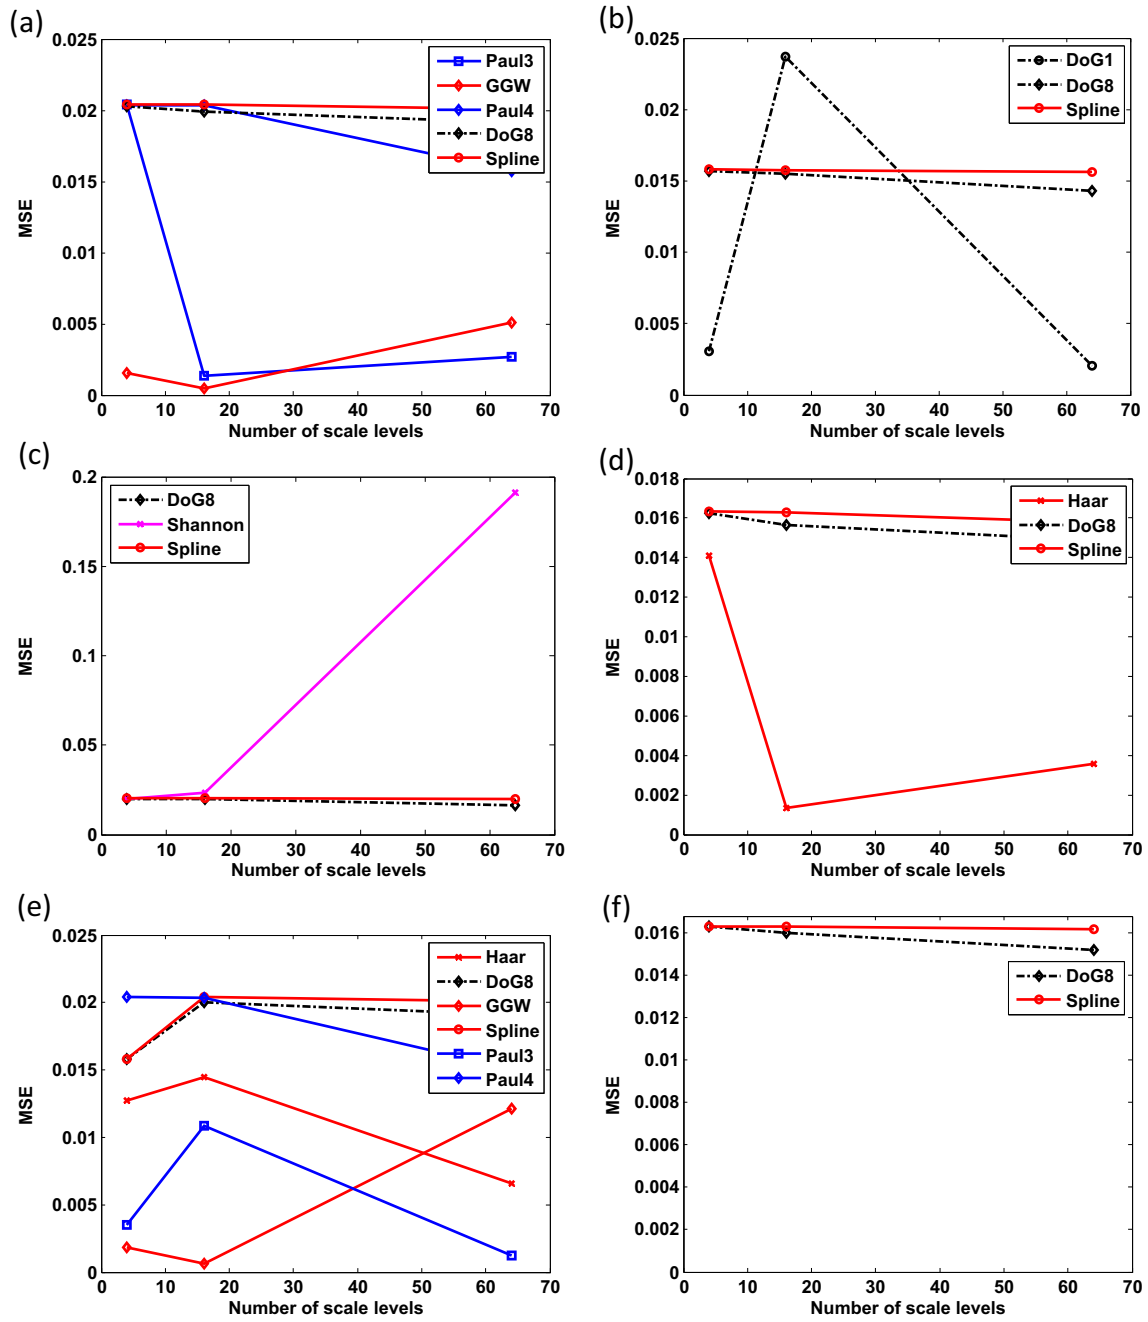 (a)
0.025
0.02
0.015
0.01
0.005
0
MSE
0 10 20 30 40 50 60 70
Number of scale levels
Paul3
GGW
Paul4
DoG8
Spline
(b)
0.025
0.02
0.015
0.01
0.005
0
MSE
0 10 20 30 40 50 60 70
Number of scale levels
DoG1
DoG8
Spline
(c)
0.2
0.15
0.1
0.05
0
MSE
0 10 20 30 40 50 60 70
Number of scale levels
DoG8
Shannon
Spline
(d)
0.018
0.016
0.014
0.012
0.01
0.008
0.006
0.004
0.002
0
MSE
0 10 20 30 40 50 60 70
Number of scale levels
Haar
DoG8
Spline
(e)
0.025
0.02
0.015
0.01
0.005
0
MSE
0 10 20 30 40 50 60 70
Number of scale levels
Haar
DoG8
GGW
Spline
Paul3
Paul4
(f)
0.016
0.014
0.012
0.01
0.008
0.006
0.004
0.002
0
MSE
0 10 20 30 40 50 60 70
Number of scale levels
DoG8
Spline